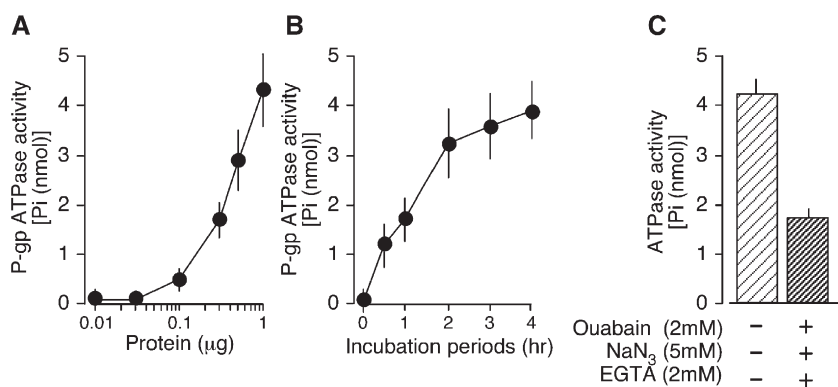 A
P-gp ATPase activity
[Pi (nmol)]
5
4
3
2
1
0
0.01
0.1
1
Protein (μg)
B
P-gp ATPase activity
[Pi (nmol)]
5
4
3
2
1
0
0
1
2
3
4
Incubation periods (hr)
C
ATPase activity
[Pi (nmol)]
5
4
3
2
1
0
Ouabain (2mM) − +
NaN₃ (5mM) − +
EGTA (2mM) − +